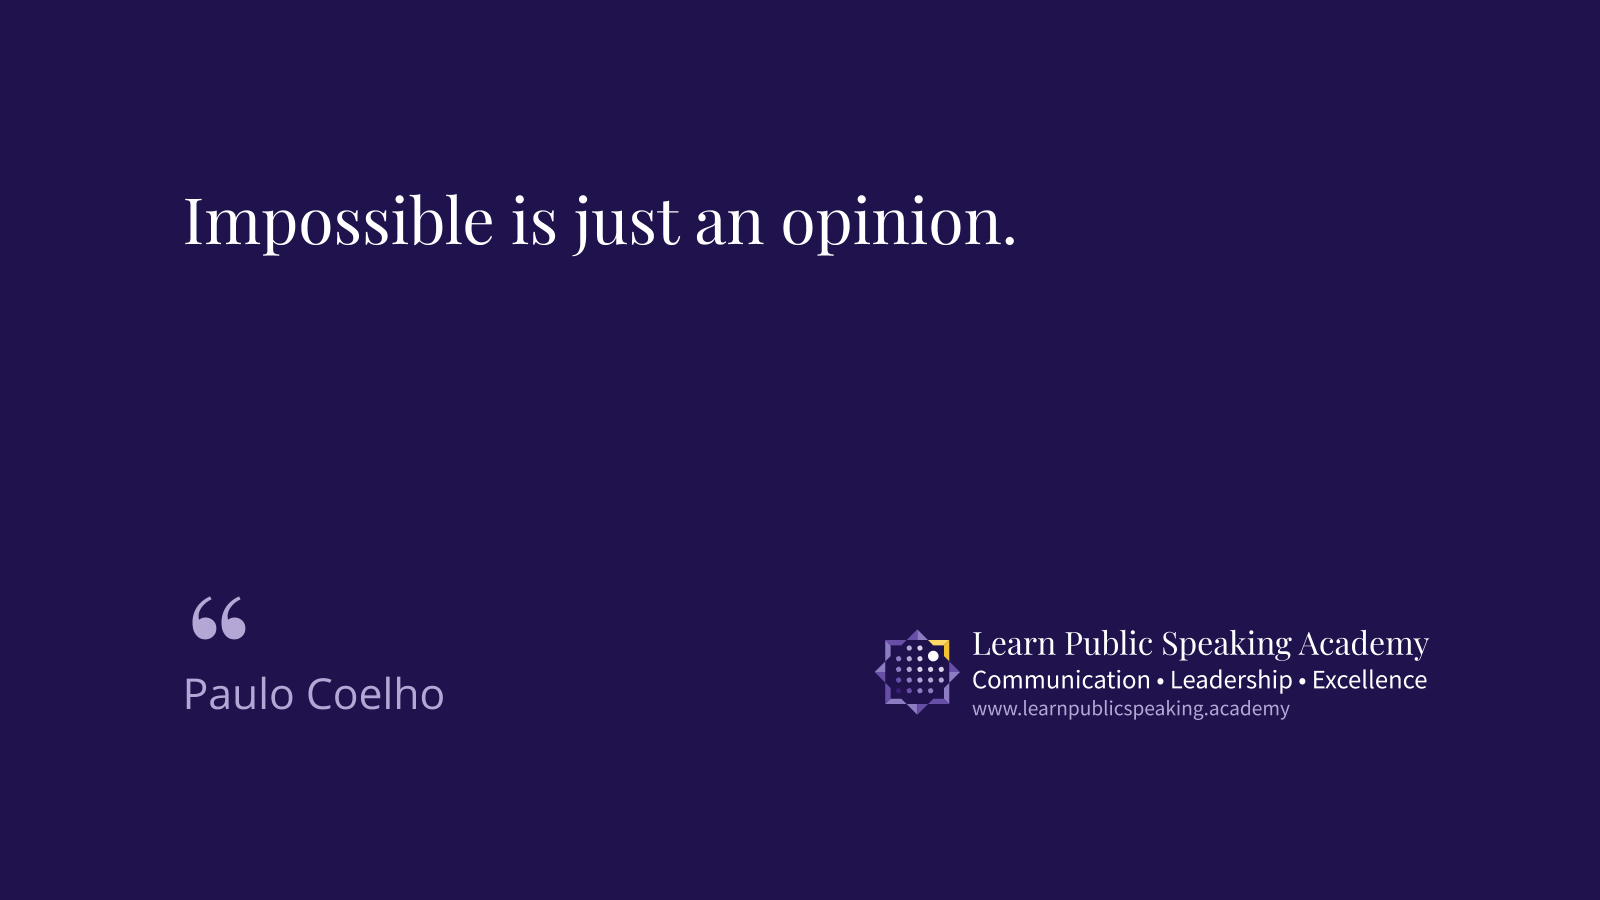 Impossible is just an opinion.
“
Paulo Coelho
Learn Public Speaking Academy
Communication • Leadership • Excellence
www.learnpublicspeaking.academy